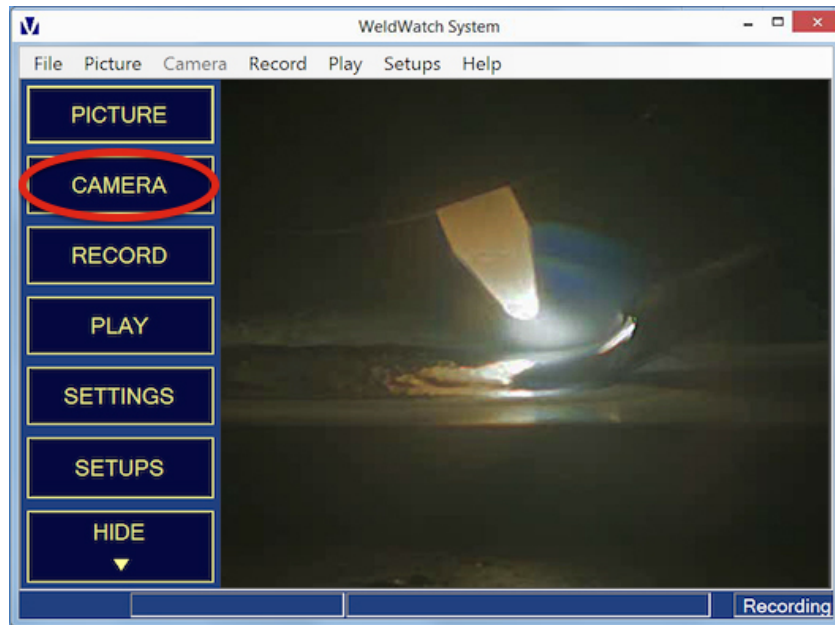 WeldWatch System
File Picture Camera Record Play Setups Help
PICTURE
CAMERA
RECORD
PLAY
SETTINGS
SETUPS
HIDE
Recording